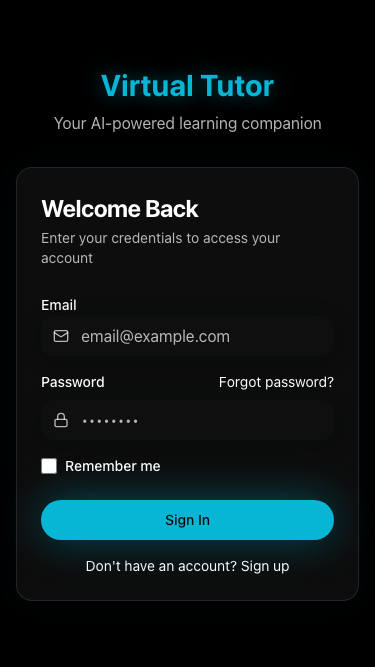 Virtual Tutor
Your AI-powered learning companion
Welcome Back
Enter your credentials to access your
account
Email
email@example.com
Password Forgot password?
••••••••
Remember me
Sign In
Don't have an account? Sign up